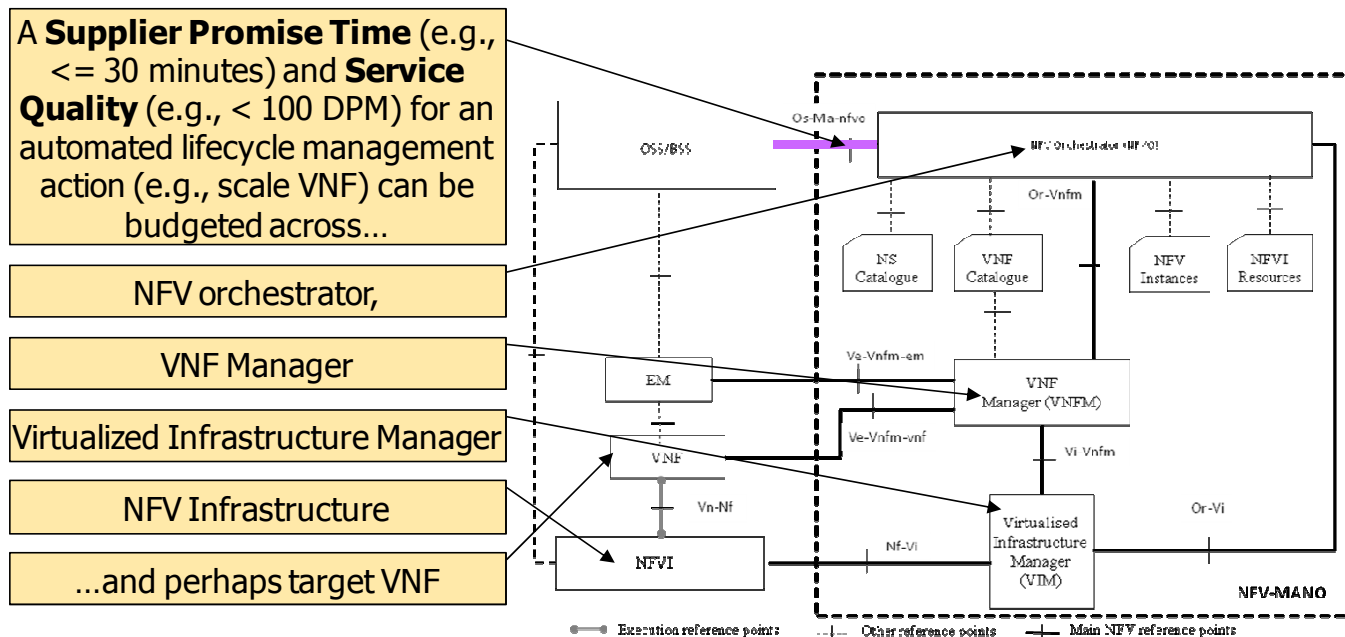 A Supplier Promise Time (e.g.,
<= 30 minutes) and Service
Quality (e.g., < 100 DPM) for an
automated lifecycle management
action (e.g., scale VNF) can be
budgeted across…
NFV orchestrator,
VNF Manager
Virtualized Infrastructure Manager
NFV Infrastructure
…and perhaps target VNF
Os-Ma-nfvo
OSS/BSS
NFV Orchestrator (NFVO)
Or-Vnfm
NS
Catalogue
VNF
Catalogue
NFV
Instances
NFVI
Resources
Ve-Vnfm-em
EM
VNF
Manager (VNFM)
Ve-Vnfm-vnf
VNF
Vi-Vnfm
Vn-Nf
Or-Vi
Virtualised
Infrastructure
Manager
(VIM)
Nf-Vi
NFVI
NFV-MANO
Execution reference points
Other reference points
Main NFV reference points